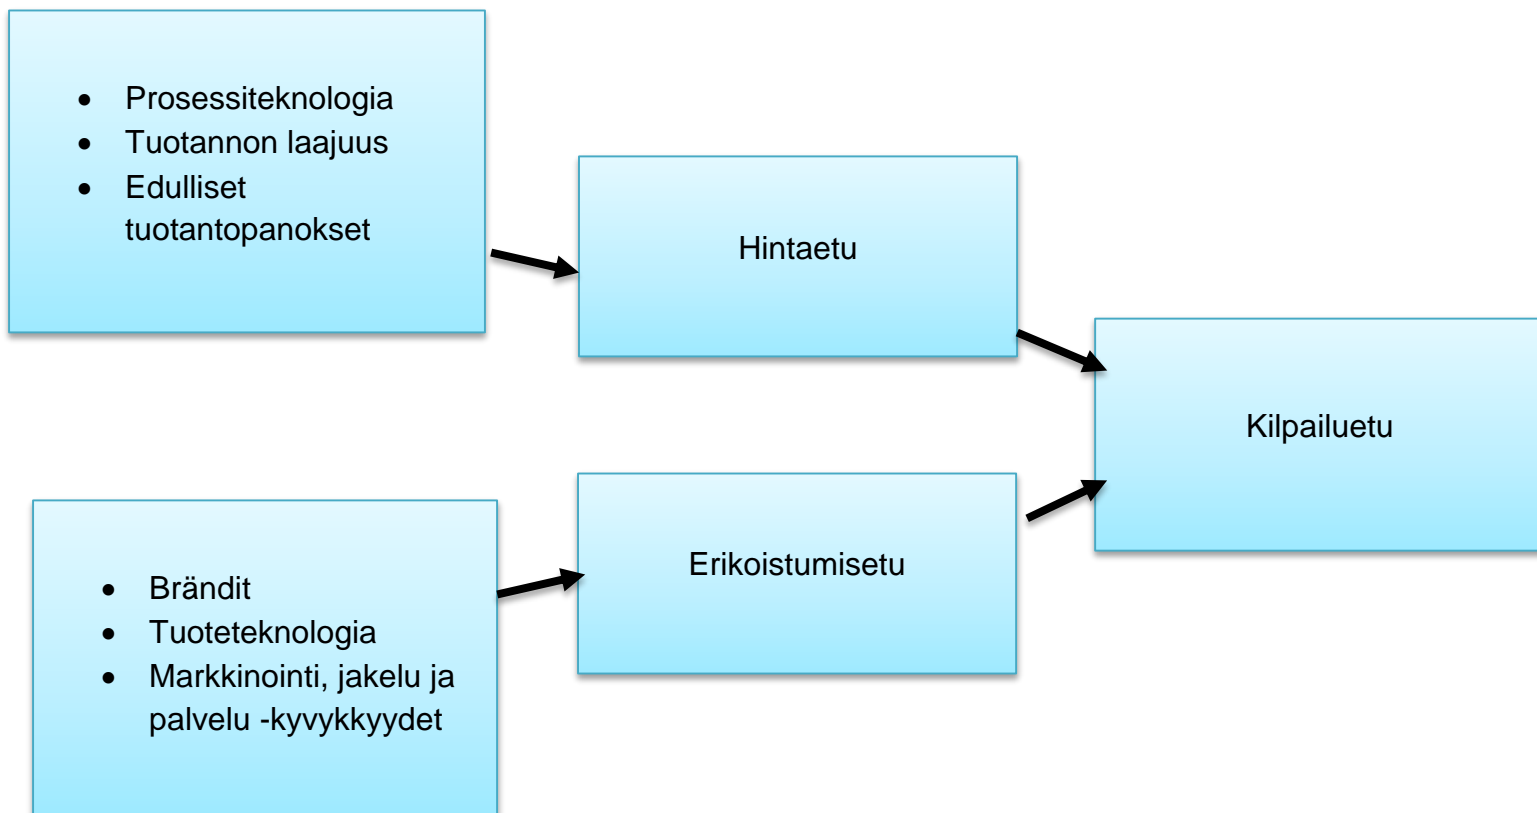 • Prosessiteknologia
• Tuotannon laajuus
• Edulliset
tuotantopanokset
Hintaetu
Kilpailuetu
Erikoistumisetu
• Brändit
• Tuoteteknologia
• Markkinointi, jakelu ja
palvelu -kyvykkyydet